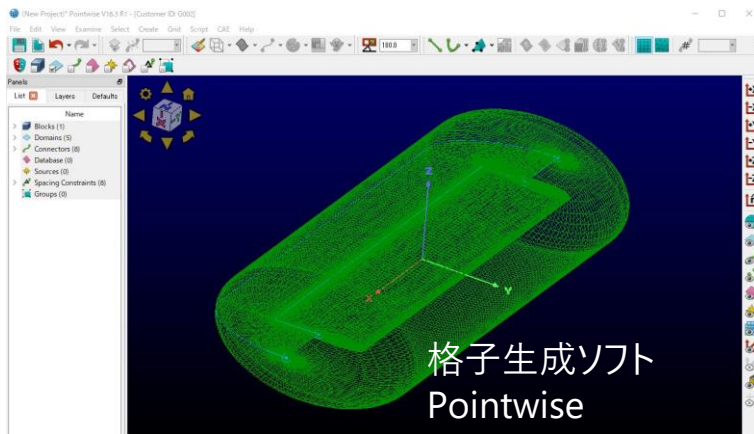 (New Project)* Pointwise V18.3 R1 - [Customer ID: G002]
File Edit View Examine Select Create Grid Script CAE Help
180.0
Panels
List Layers Defaults
Name
Blocks (1)
Domains (5)
Connectors (8)
Database (0)
Sources (0)
Spacing Constraints (8)
Groups (0)
Z
X
Y
格子生成ソフト
Pointwise